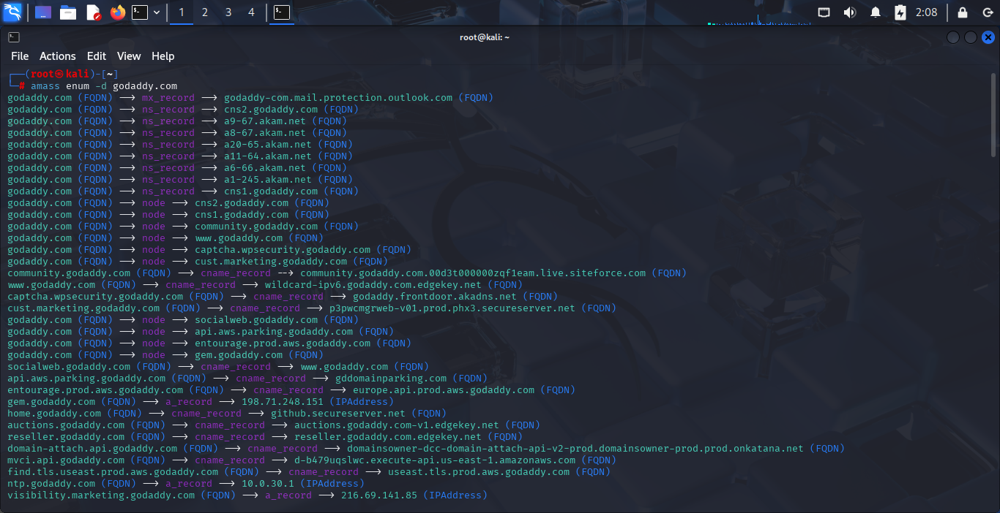 1 2 3 4 2:08
root@kali: ~
File Actions Edit View Help
(root㉿kali)-[~]
# amass enum -d godaddy.com
godaddy.com (FQDN) --> mx_record --> godaddy-com.mail.protection.outlook.com (FQDN)
godaddy.com (FQDN) --> ns_record --> cns2.godaddy.com (FQDN)
godaddy.com (FQDN) --> ns_record --> a9-67.akam.net (FQDN)
godaddy.com (FQDN) --> ns_record --> a8-67.akam.net (FQDN)
godaddy.com (FQDN) --> ns_record --> a20-65.akam.net (FQDN)
godaddy.com (FQDN) --> ns_record --> a11-64.akam.net (FQDN)
godaddy.com (FQDN) --> ns_record --> a6-66.akam.net (FQDN)
godaddy.com (FQDN) --> ns_record --> a1-245.akam.net (FQDN)
godaddy.com (FQDN) --> ns_record --> cns1.godaddy.com (FQDN)
godaddy.com (FQDN) --> node --> cns2.godaddy.com (FQDN)
godaddy.com (FQDN) --> node --> cns1.godaddy.com (FQDN)
godaddy.com (FQDN) --> node --> community.godaddy.com (FQDN)
godaddy.com (FQDN) --> node --> www.godaddy.com (FQDN)
godaddy.com (FQDN) --> node --> captcha.wpsecurity.godaddy.com (FQDN)
godaddy.com (FQDN) --> node --> cust.marketing.godaddy.com (FQDN)
community.godaddy.com (FQDN) --> cname_record --> community.godaddy.com.00d3t000000zqf1eam.live.siteforce.com (FQDN)
www.godaddy.com (FQDN) --> cname_record --> wildcard-ipv6.godaddy.com.edgekey.net (FQDN)
captcha.wpsecurity.godaddy.com (FQDN) --> cname_record --> godaddy.frontdoor.akadns.net (FQDN)
cust.marketing.godaddy.com (FQDN) --> cname_record --> p3pwcmgrweb-v01.prod.phx3.secureserver.net (FQDN)
godaddy.com (FQDN) --> node --> socialweb.godaddy.com (FQDN)
godaddy.com (FQDN) --> node --> api.aws.parking.godaddy.com (FQDN)
godaddy.com (FQDN) --> node --> entourage.prod.aws.godaddy.com (FQDN)
godaddy.com (FQDN) --> node --> gem.godaddy.com (FQDN)
socialweb.godaddy.com (FQDN) --> cname_record --> www.godaddy.com (FQDN)
api.aws.parking.godaddy.com (FQDN) --> cname_record --> gddomainparking.com (FQDN)
entourage.prod.aws.godaddy.com (FQDN) --> cname_record --> europe.api.prod.aws.godaddy.com (FQDN)
gem.godaddy.com (FQDN) --> a_record --> 198.71.248.151 (IPAddress)
home.godaddy.com (FQDN) --> cname_record --> github.secureserver.net (FQDN)
auctions.godaddy.com (FQDN) --> cname_record --> auctions.godaddy.com-v1.edgekey.net (FQDN)
reseller.godaddy.com (FQDN) --> cname_record --> reseller.godaddy.com.edgekey.net (FQDN)
domain-attach.api.godaddy.com (FQDN) --> cname_record --> domainsowner-dcc-domain-attach-api-v2-prod.domainsowner-prod.prod.onkatana.net (FQDN)
mvci.api.godaddy.com (FQDN) --> cname_record --> d-b479uqslwc.execute-api.us-east-1.amazonaws.com (FQDN)
find.tls.useast.prod.aws.godaddy.com (FQDN) --> cname_record --> useast.tls.prod.aws.godaddy.com (FQDN)
ntp.godaddy.com (FQDN) --> a_record --> 10.0.30.1 (IPAddress)
visibility.marketing.godaddy.com (FQDN) --> a_record --> 216.69.141.85 (IPAddress)